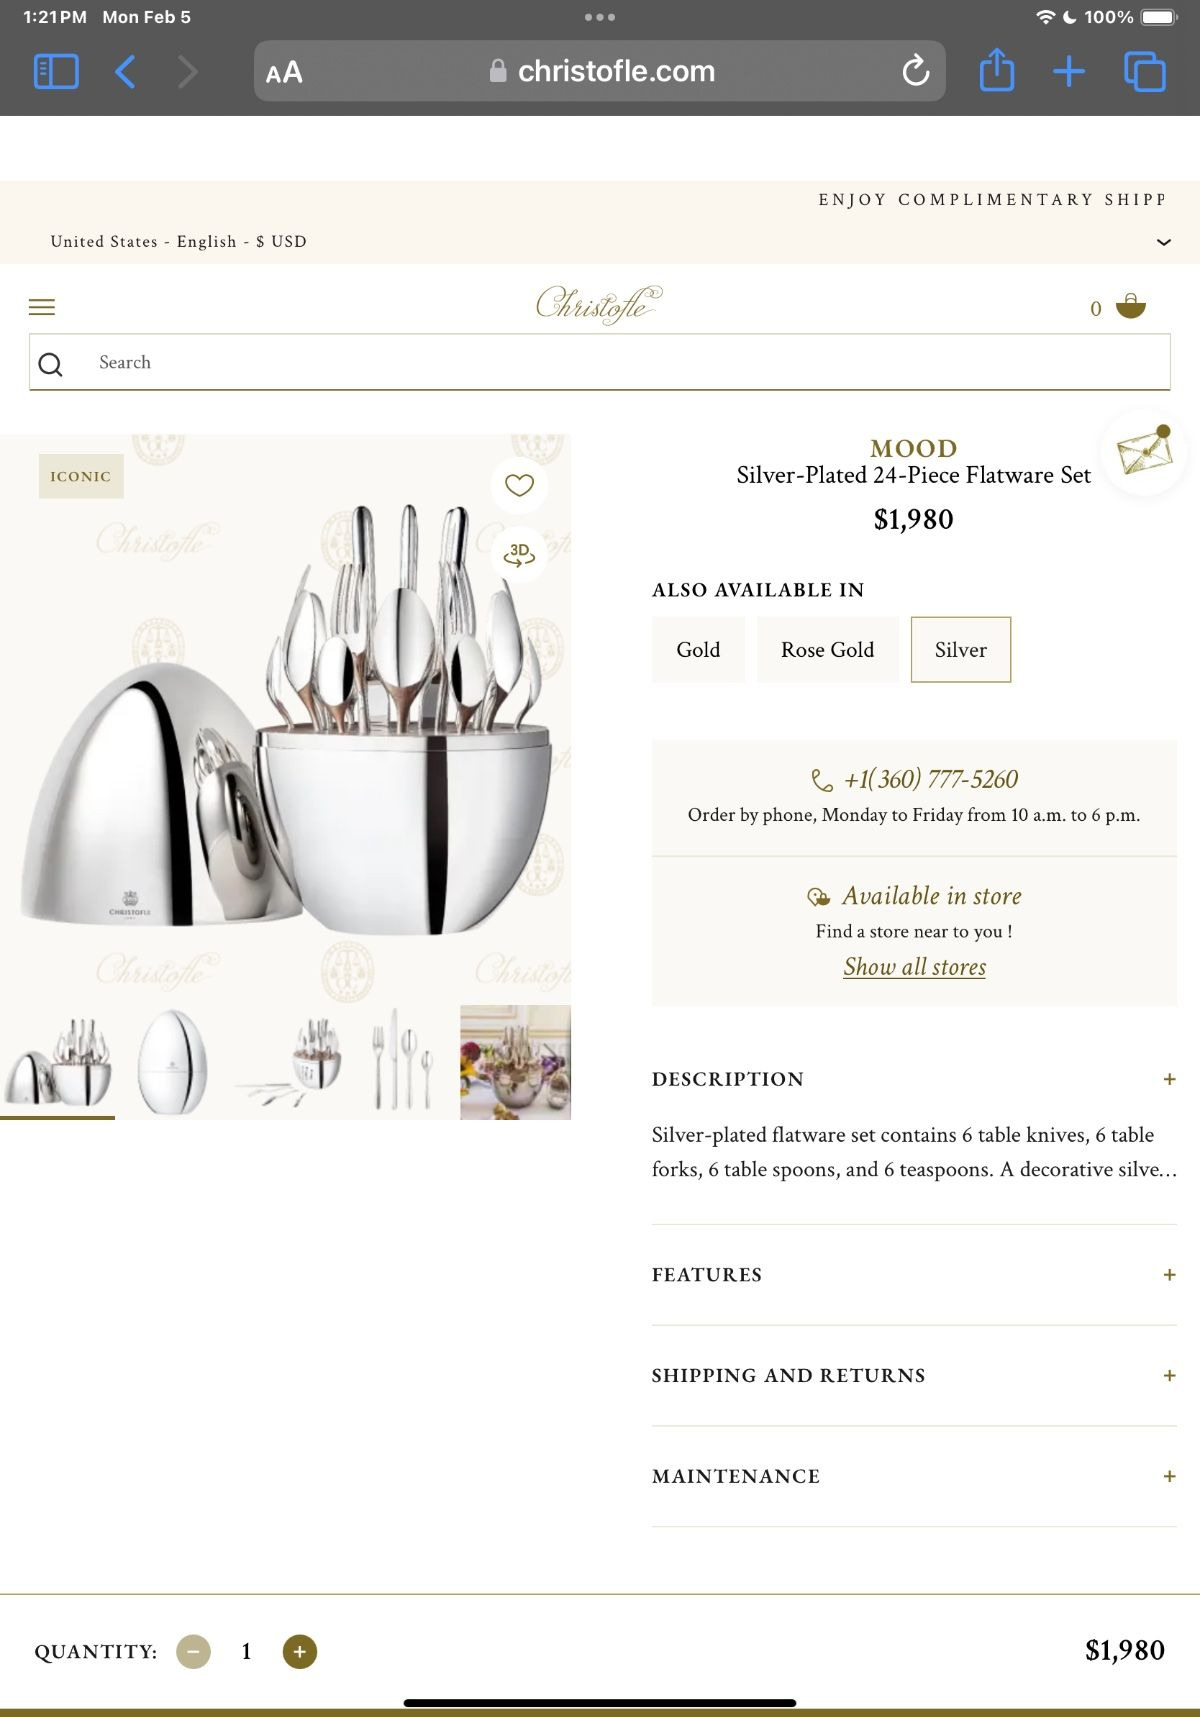 1:21PM Mon Feb 5
100%
AA
christofle.com
ENJOY COMPLIMENTARY SHIPP
United States - English - $ USD
Christofle
0
Search
ICONIC
Christofle
3D
CHRISTOFLE
Christofle
Christofl
MOOD
Silver-Plated 24-Piece Flatware Set
$1,980
ALSO AVAILABLE IN
Gold
Rose Gold
Silver
+1(360) 777-5260
Order by phone, Monday to Friday from 10 a.m. to 6 p.m.
Available in store
Find a store near to you !
Show all stores
DESCRIPTION +
Silver-plated flatware set contains 6 table knives, 6 table
forks, 6 table spoons, and 6 teaspoons. A decorative silve...
FEATURES +
SHIPPING AND RETURNS +
MAINTENANCE +
QUANTITY: - 1 +
$1,980